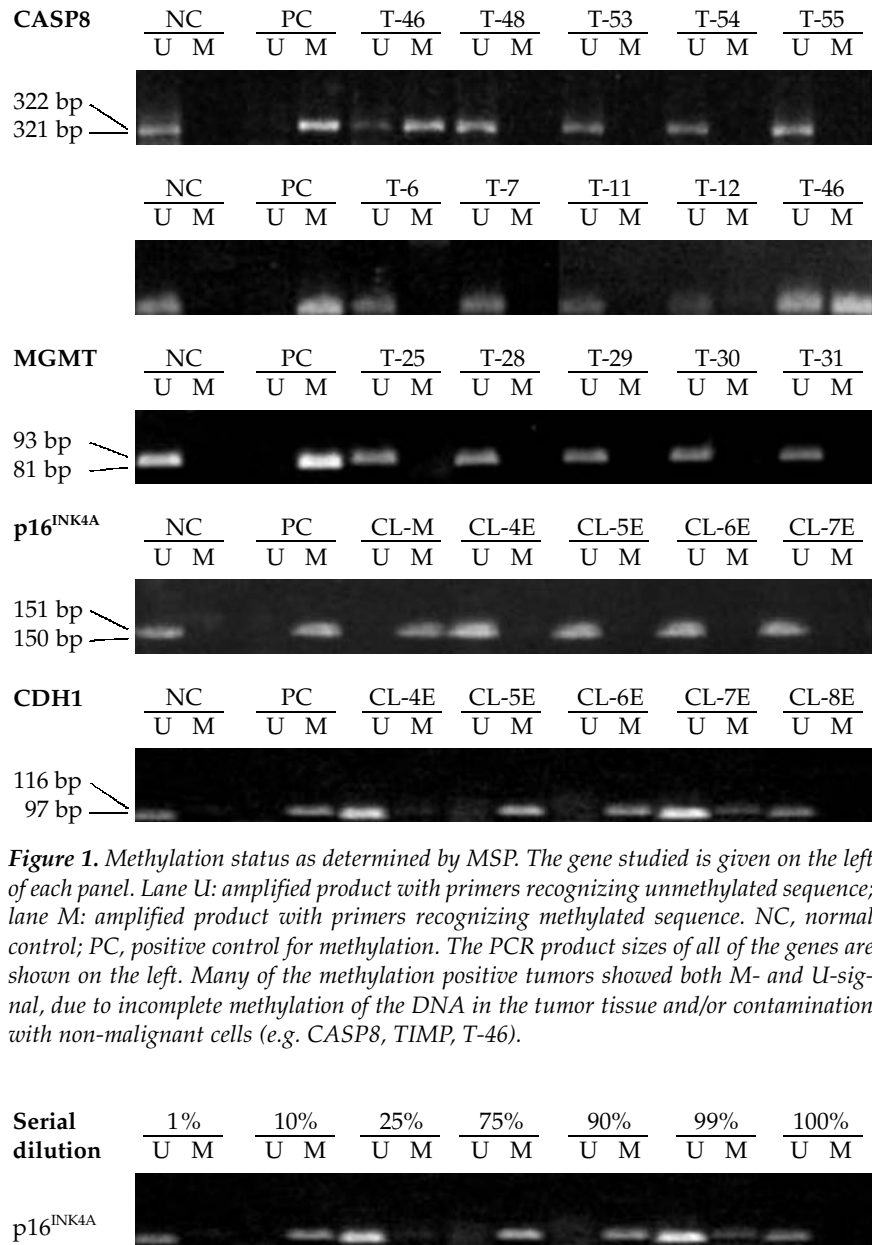 CASP8 NC PC T-46 T-48 T-53 T-54 T-55
U M U M U M U M U M U M U M
322 bp
321 bp
NC PC T-6 T-7 T-11 T-12 T-46
U M U M U M U M U M U M U M
MGMT NC PC T-25 T-28 T-29 T-30 T-31
U M U M U M U M U M U M U M
93 bp
81 bp
p16INK4A NC PC CL-M CL-4E CL-5E CL-6E CL-7E
U M U M U M U M U M U M U M
151 bp
150 bp
CDH1 NC PC CL-4E CL-5E CL-6E CL-7E CL-8E
U M U M U M U M U M U M U M
116 bp
97 bp
Figure 1. Methylation status as determined by MSP. The gene studied is given on the left
of each panel. Lane U: amplified product with primers recognizing unmethylated sequence;
lane M: amplified product with primers recognizing methylated sequence. NC, normal
control; PC, positive control for methylation. The PCR product sizes of all of the genes are
shown on the left. Many of the methylation positive tumors showed both M- and U-sig-
nal, due to incomplete methylation of the DNA in the tumor tissue and/or contamination
with non-malignant cells (e.g. CASP8, TIMP, T-46).
Serial 1% 10% 25% 75% 90% 99% 100%
dilution U M U M U M U M U M U M U M
p16INK4A